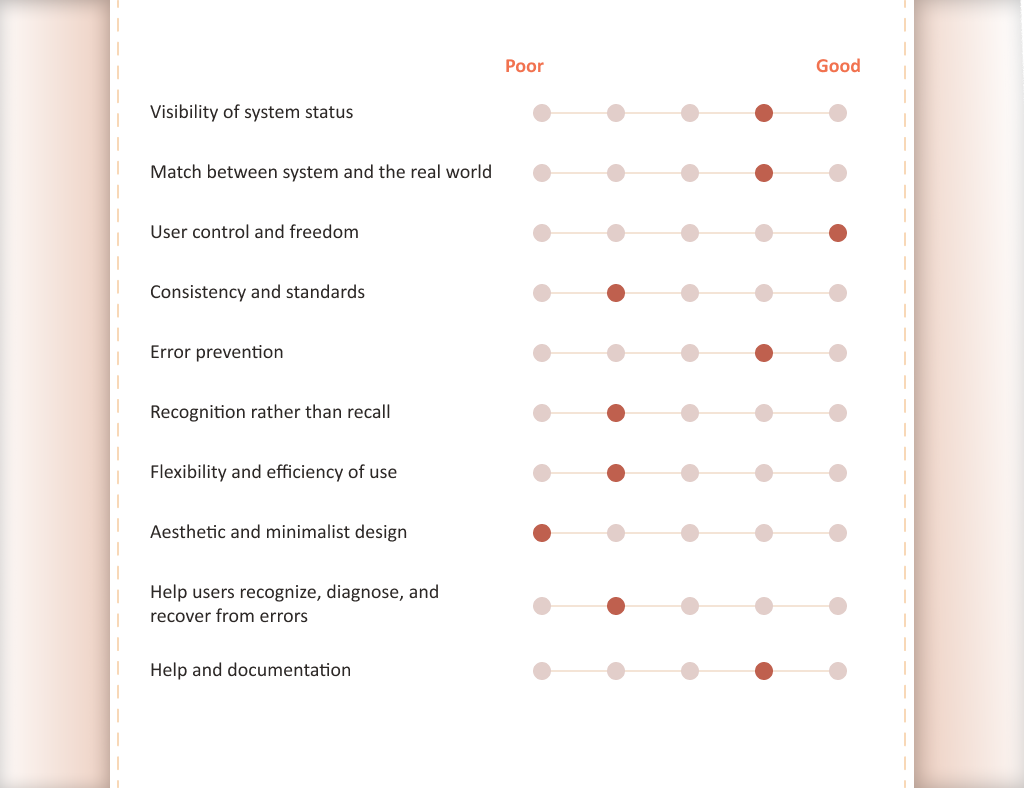 Poor Good
Visibility of system status
Match between system and the real world
User control and freedom
Consistency and standards
Error prevention
Recognition rather than recall
Flexibility and efficiency of use
Aesthetic and minimalist design
Help users recognize, diagnose, and
recover from errors
Help and documentation